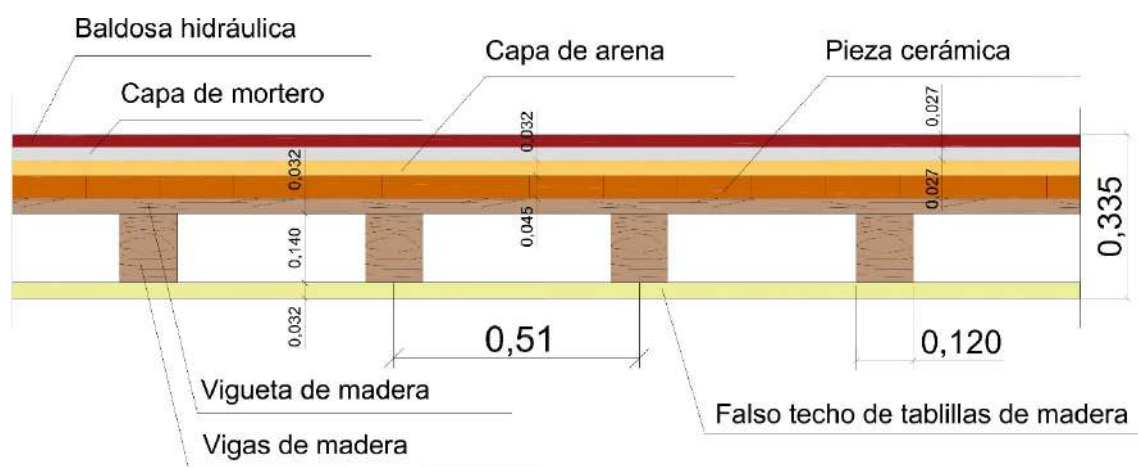 Baldosa hidráulica
Capa de arena
Pieza cerámica
Capa de mortero
0,027
0,032
0,032
0,027
0,045
0,335
0,140
0,032
0,51
0,120
Vigueta de madera
Falso techo de tablillas de madera
Vigas de madera